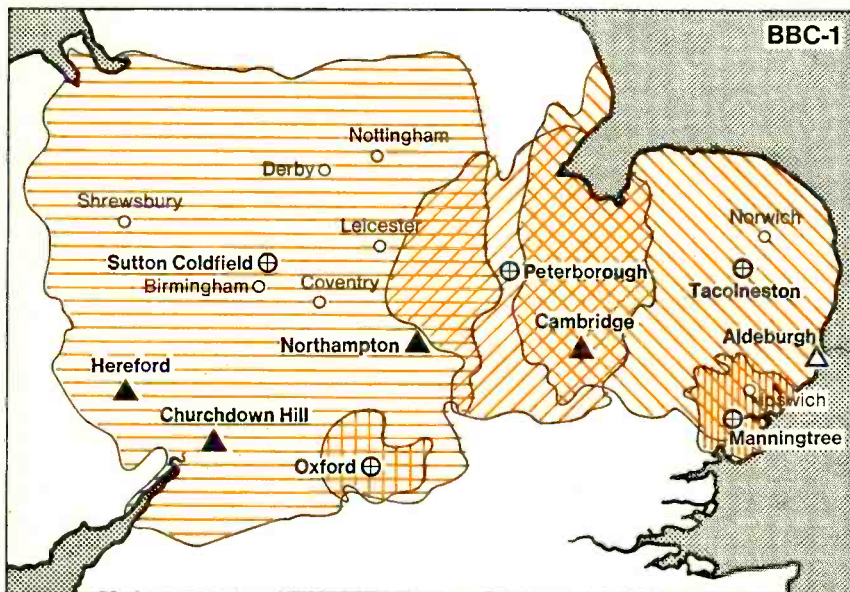 BBC-1
Nottingham
Derby
Shrewsbury
Leicester
Norwich
Sutton Coldfield
Peterborough
Birmingham
Tacolneston
Coventry
Cambridge
Aldeburgh
Northampton
Hereford
Ipswich
Churchdown Hill
Manningtree
Oxford